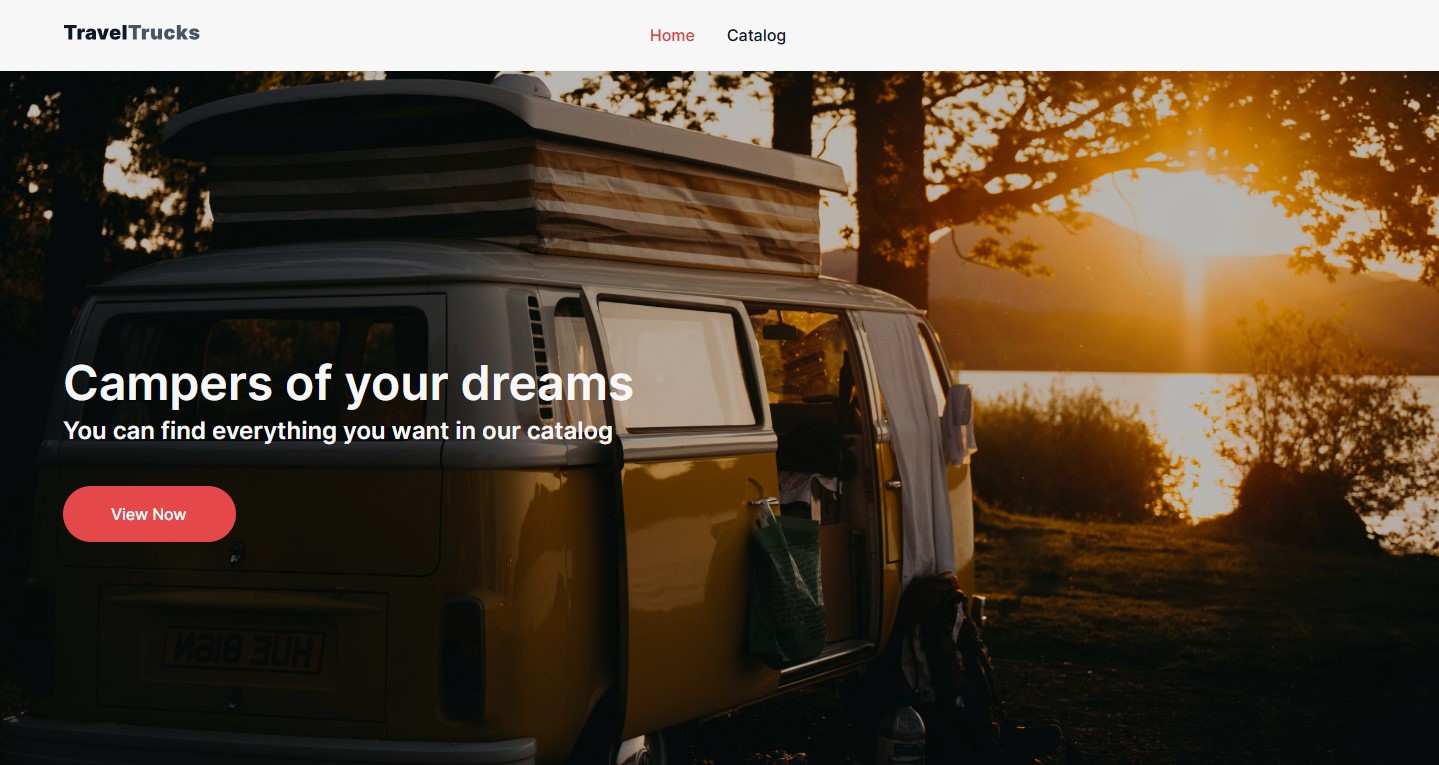 TravelTrucks
Home Catalog
Campers of your dreams
You can find everything you want in our catalog
View Now
HUE 816N